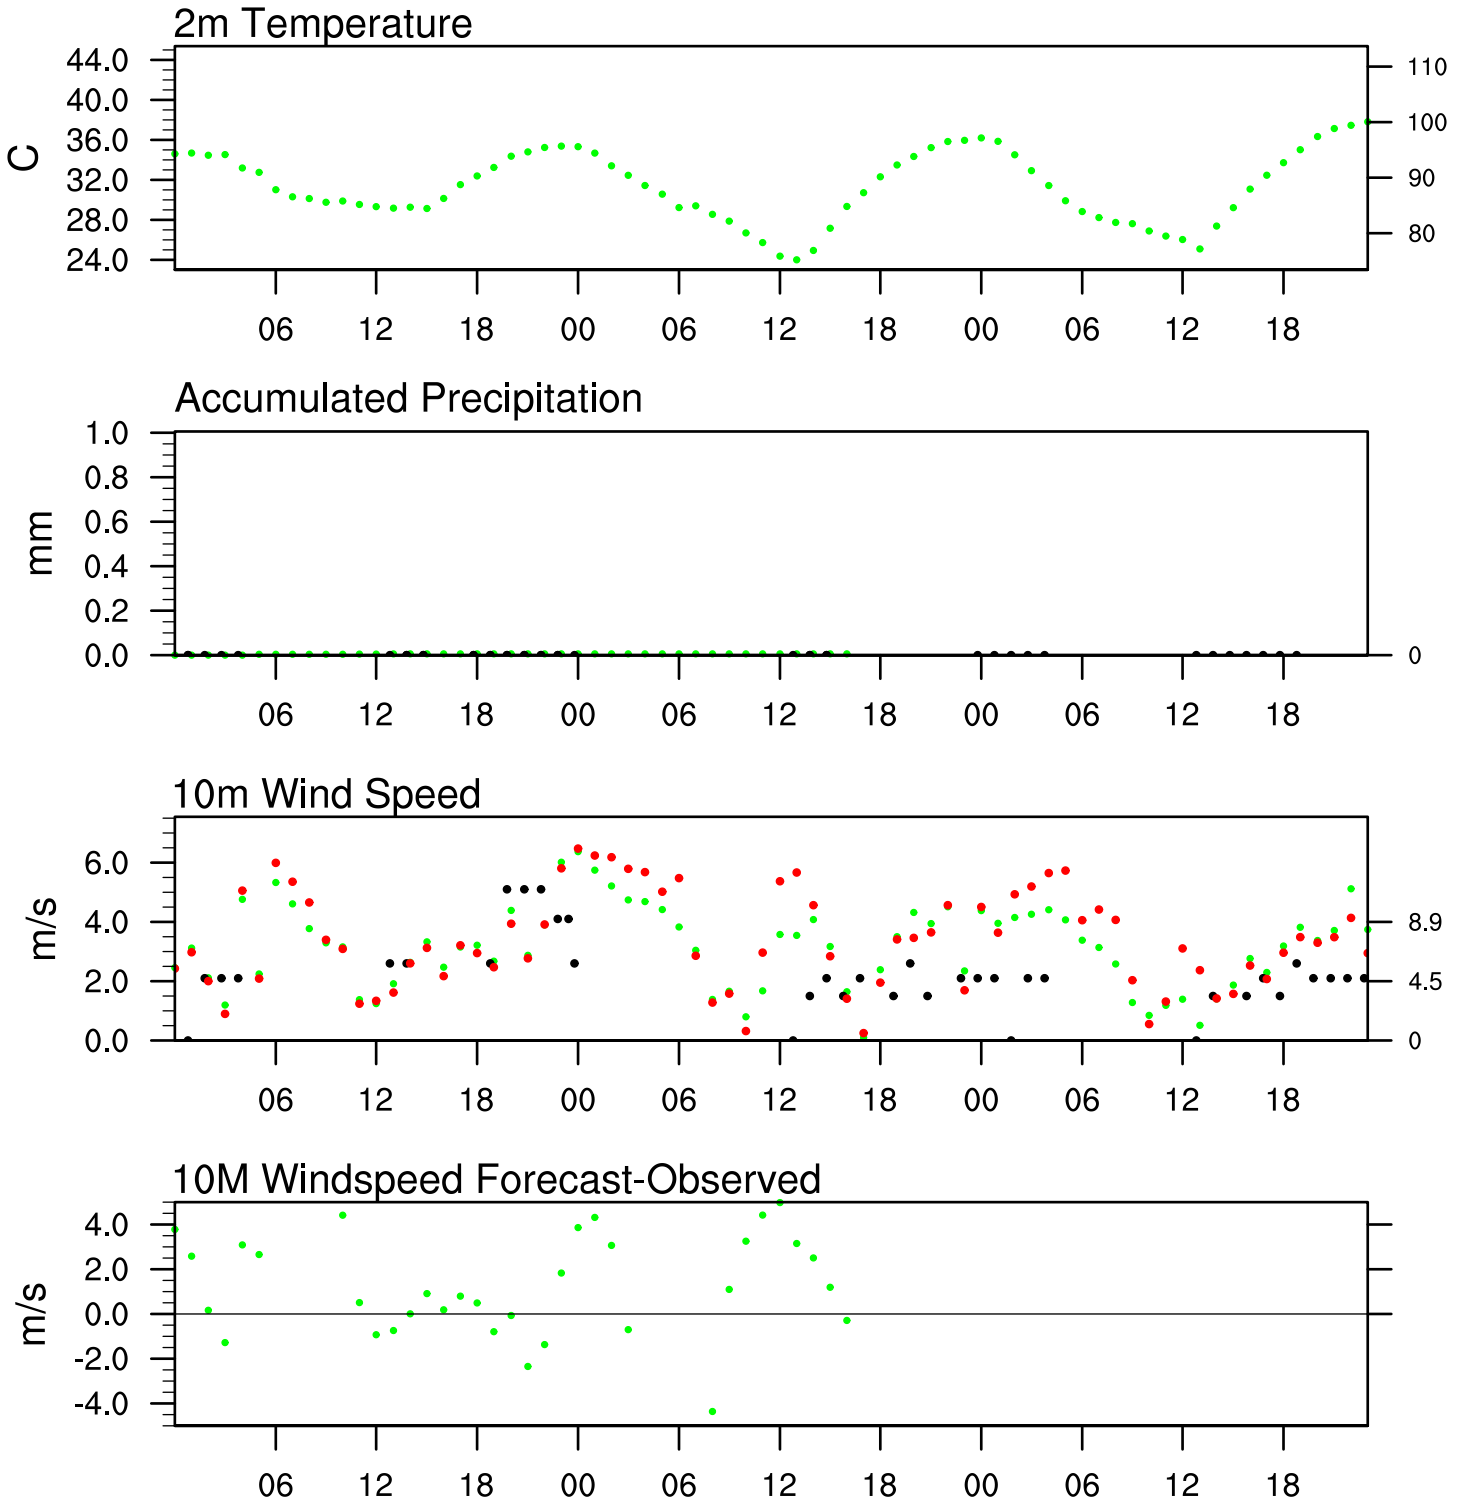 2m Temperature
44.0 110
40.0 100
36.0
C
32.0 90
28.0 80
24.0
06 12 18 00 06 12 18 00 06 12 18
Accumulated Precipitation
1.0
0.8
0.6
mm
0.4
0.2
0.0 0
06 12 18 00 06 12 18 00 06 12 18
10m Wind Speed
6.0
4.0 8.9
m/s
2.0 4.5
0.0 0
06 12 18 00 06 12 18 00 06 12 18
10M Windspeed Forecast-Observed
4.0
2.0
0.0
m/s
-2.0
-4.0
06 12 18 00 06 12 18 00 06 12 18